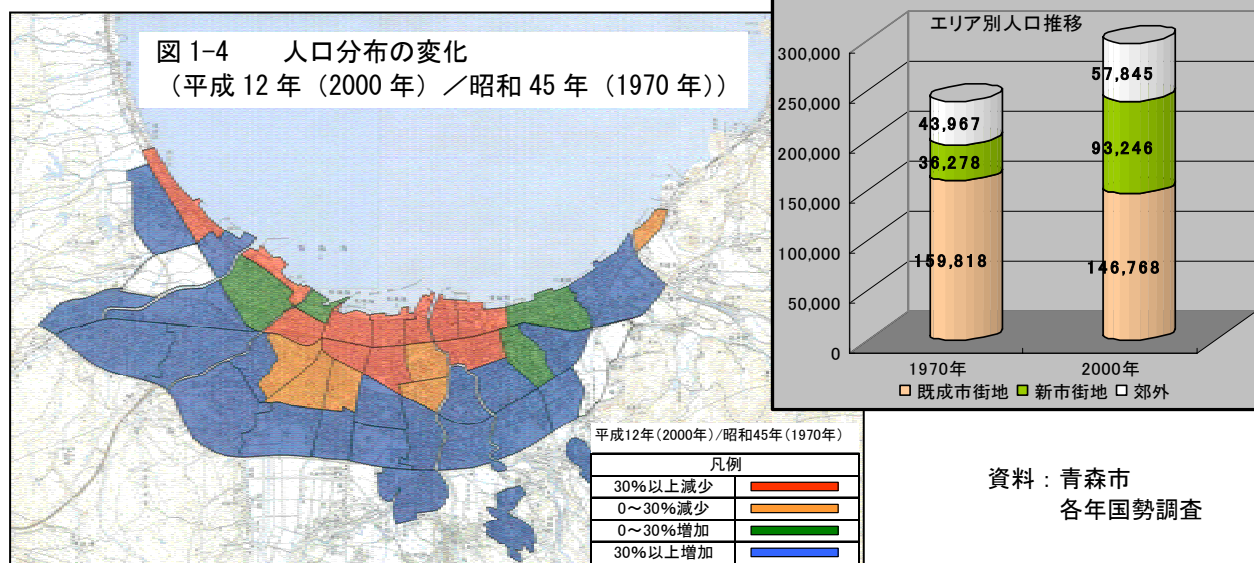 図 1-4　　人口分布の変化
（平成 12 年（2000 年）／昭和 45 年（1970 年））
エリア別人口推移
300,000
250,000
200,000
150,000
100,000
50,000
0
43,967
36,278
159,818
57,845
93,246
146,768
1970年
2000年
既成市街地 新市街地 郊外
平成12年(2000年)/昭和45年(1970年)
凡例
30%以上減少
0～30%減少
0～30%増加
30%以上増加
資料：青森市
各年国勢調査